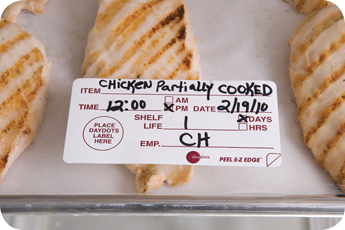 ITEM Chicken Partially COOKED
TIME 12:00 AM PM DATE 2/19/10
SHELF LIFE 1 DAYS HRS
PLACE DAYDOTS LABEL HERE
EMP. CH
daydots PEEL E-Z EDGE